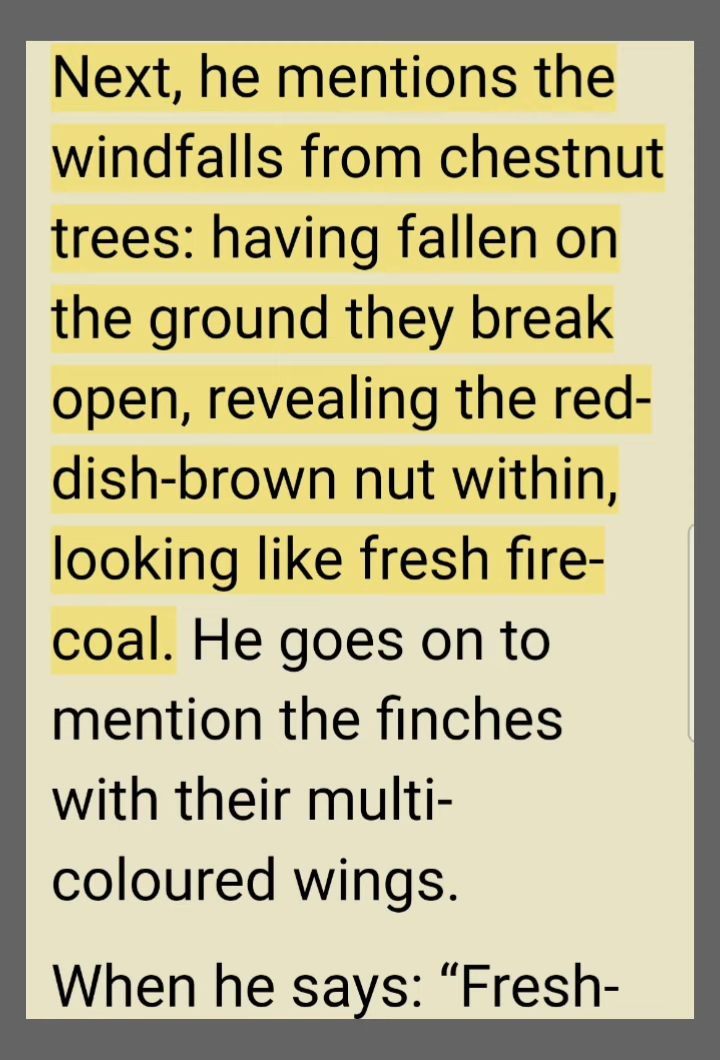 Next, he mentions the
windfalls from chestnut
trees: having fallen on
the ground they break
open, revealing the red-
dish-brown nut within,
looking like fresh fire-
coal. He goes on to
mention the finches
with their multi-
coloured wings.
When he says: “Fresh-